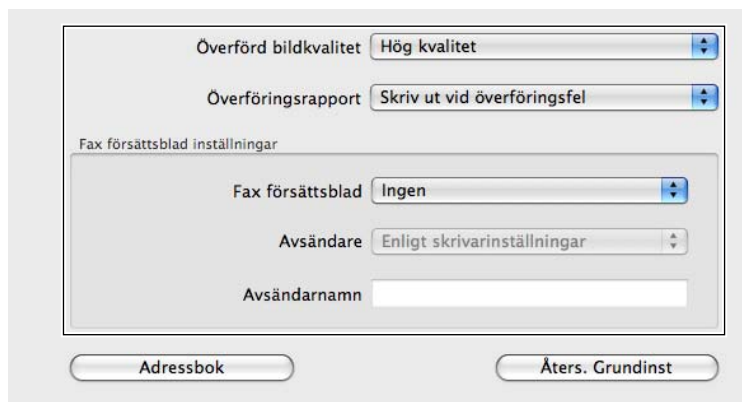 Överförd bildkvalitet Hög kvalitet
Överföringsrapport Skriv ut vid överföringsfel
Fax försättsblad inställningar
Fax försättsblad Ingen
Avsändare Enligt skrivarinställningar
Avsändarnamn
Adressbok Åters. Grundinst